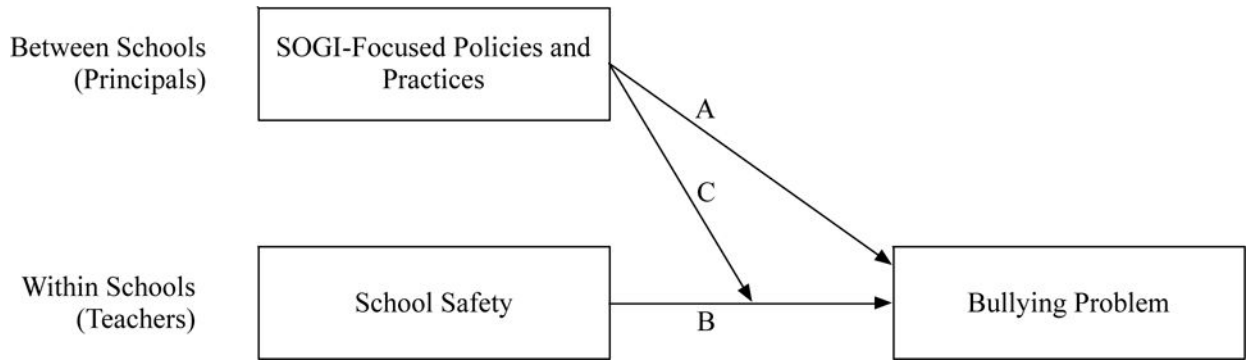 Between Schools
(Principals)
SOGI-Focused Policies and
Practices
A
C
Within Schools
(Teachers)
School Safety
B
Bullying Problem